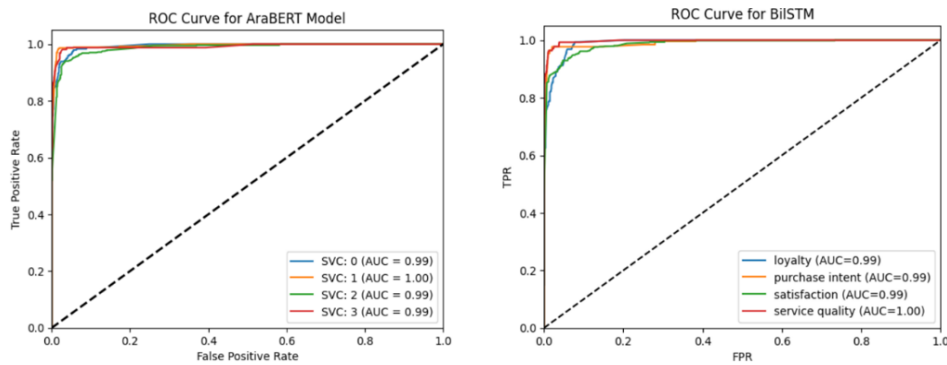 ROC Curve for AraBERT Model
True Positive Rate
1.0
0.8
0.6
0.4
0.2
0.0
0.0 0.2 0.4 0.6 0.8 1.0
False Positive Rate
SVC: 0 (AUC = 0.99)
SVC: 1 (AUC = 1.00)
SVC: 2 (AUC = 0.99)
SVC: 3 (AUC = 0.99)
ROC Curve for BilSTM
TPR
1.0
0.8
0.6
0.4
0.2
0.0
0.0 0.2 0.4 0.6 0.8 1.0
FPR
loyalty (AUC=0.99)
purchase intent (AUC=0.99)
satisfaction (AUC=0.99)
service quality (AUC=1.00)